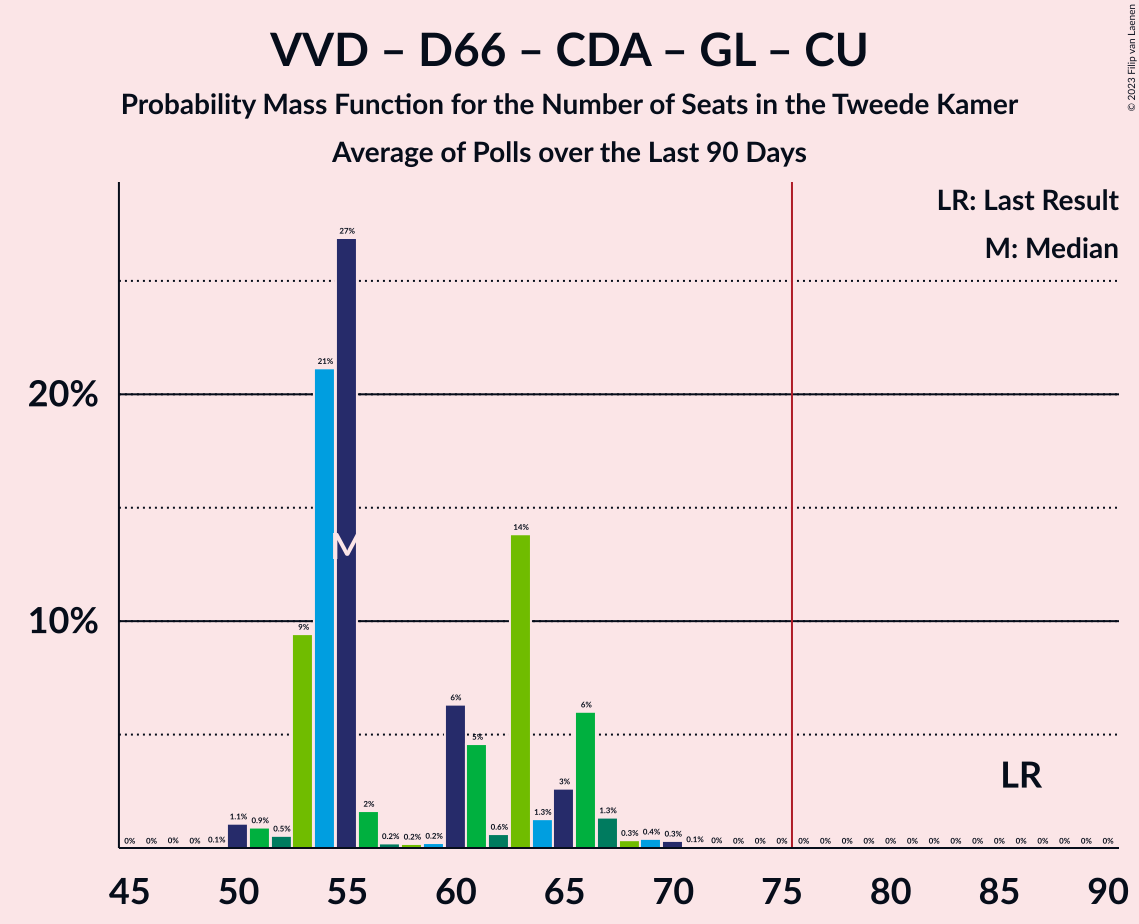 VVD – D66 – CDA – GL – CU
Probability Mass Function for the Number of Seats in the Tweede Kamer
Average of Polls over the Last 90 Days
© 2023 Filip van Laenen
LR: Last Result
M: Median
20%
10%
M
LR
0% 0% 0% 0% 0.1% 1.1% 0.9% 0.5% 9% 21% 27% 2% 0.2% 0.2% 0.2% 6% 5% 0.6% 14% 1.3% 3% 6% 1.3% 0.3% 0.4% 0.3% 0.1% 0% 0% 0% 0% 0% 0% 0% 0% 0% 0% 0% 0% 0% 0% 0% 0% 0% 0% 0%
45 50 55 60 65 70 75 80 85 90